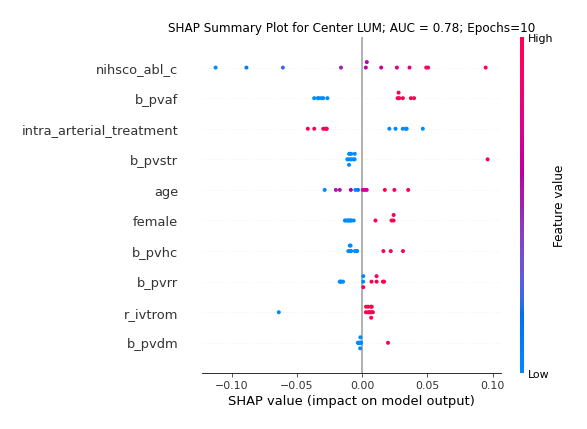 SHAP Summary Plot for Center LUM; AUC = 0.78; Epochs=10
High
nihsco_abl_c
b_pvaf
intra_arterial_treatment
b_pvstr
age
female
b_pvhc
b_pvrr
r_ivtrom
b_pvdm
Feature value
Low
−0.10 −0.05 0.00 0.05 0.10
SHAP value (impact on model output)